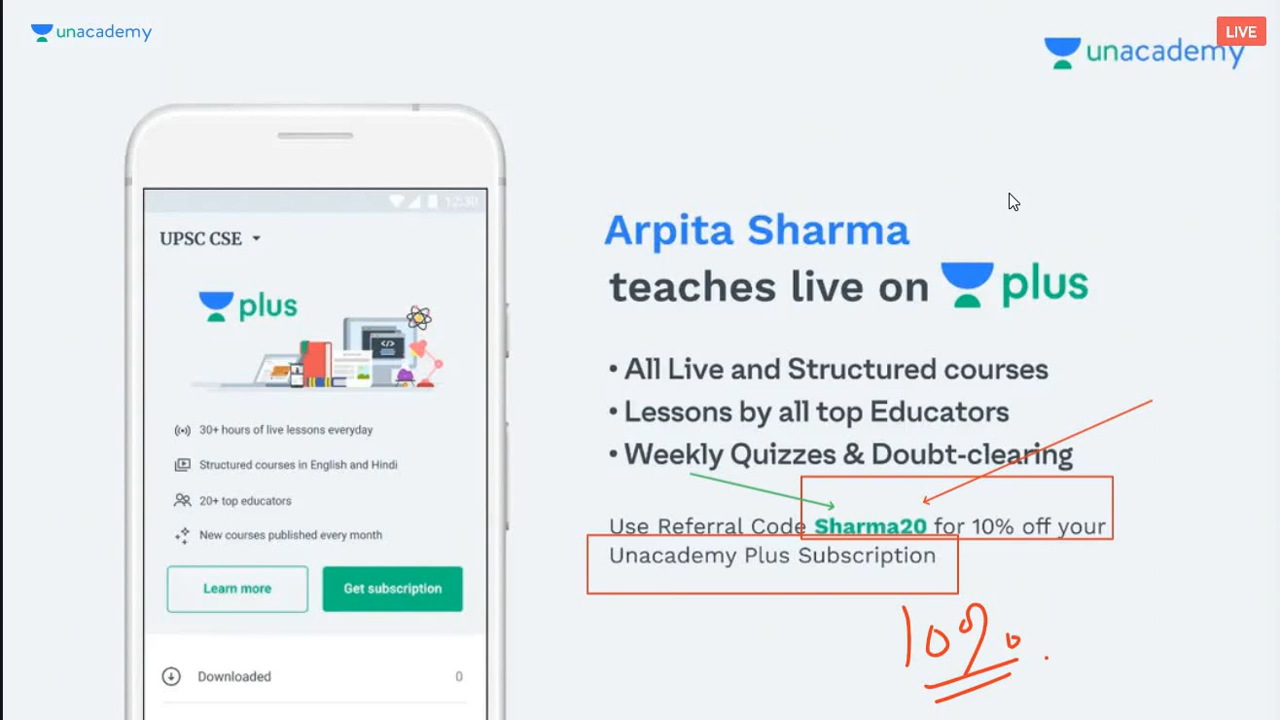 unacademy
LIVE
unacademy
12:30
UPSC CSE
plus
30+ hours of live lessons everyday
Structured courses in English and Hindi
20+ top educators
New courses published every month
Learn more
Get subscription
Downloaded
0
Arpita Sharma
teaches live on plus
• All Live and Structured courses
• Lessons by all top Educators
• Weekly Quizzes & Doubt-clearing
Use Referral Code Sharma20 for 10% off your
Unacademy Plus Subscription
10%